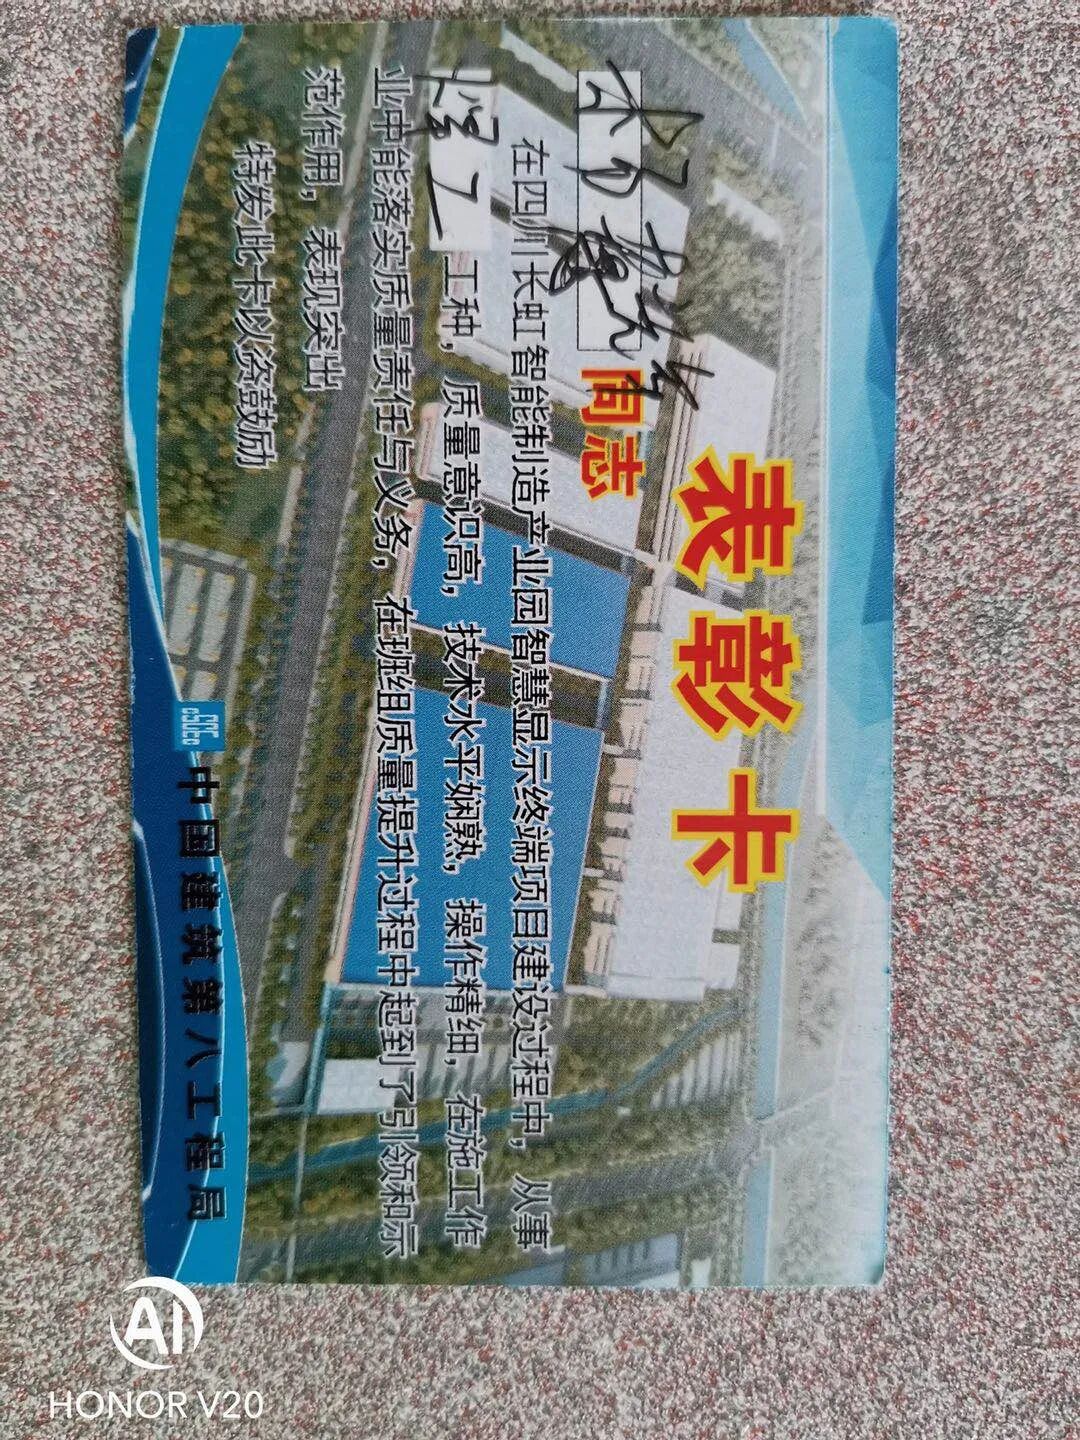 表彰卡
同志
在四川长虹智能制造产业园智慧显示终端项目建设过程中，从事
工种，质量意识高，技术水平娴熟，操作精细，在施工作
业中能落实质量责任与义务，在班组质量提升过程中起到了引领和示
范作用，表现突出
特发此卡以资鼓励
中国建筑第八工程局
AI
HONOR V20